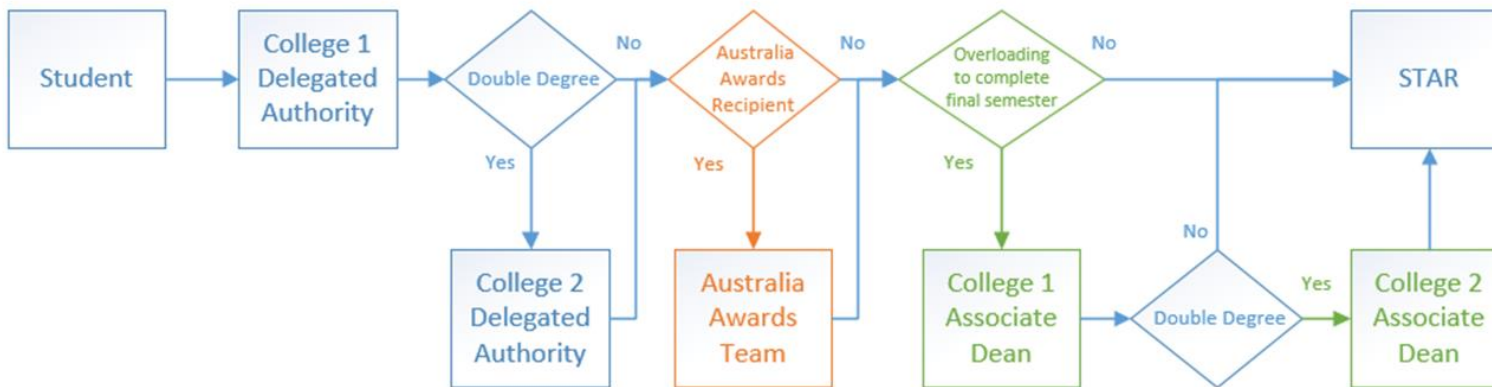 Student
College 1
Delegated
Authority
Double Degree
No
Yes
College 2
Delegated
Authority
Australia
Awards
Recipient
No
Yes
Australia
Awards
Team
Overloading
to complete
final semester
No
Yes
College 1
Associate
Dean
Double Degree
No
Yes
College 2
Associate
Dean
STAR